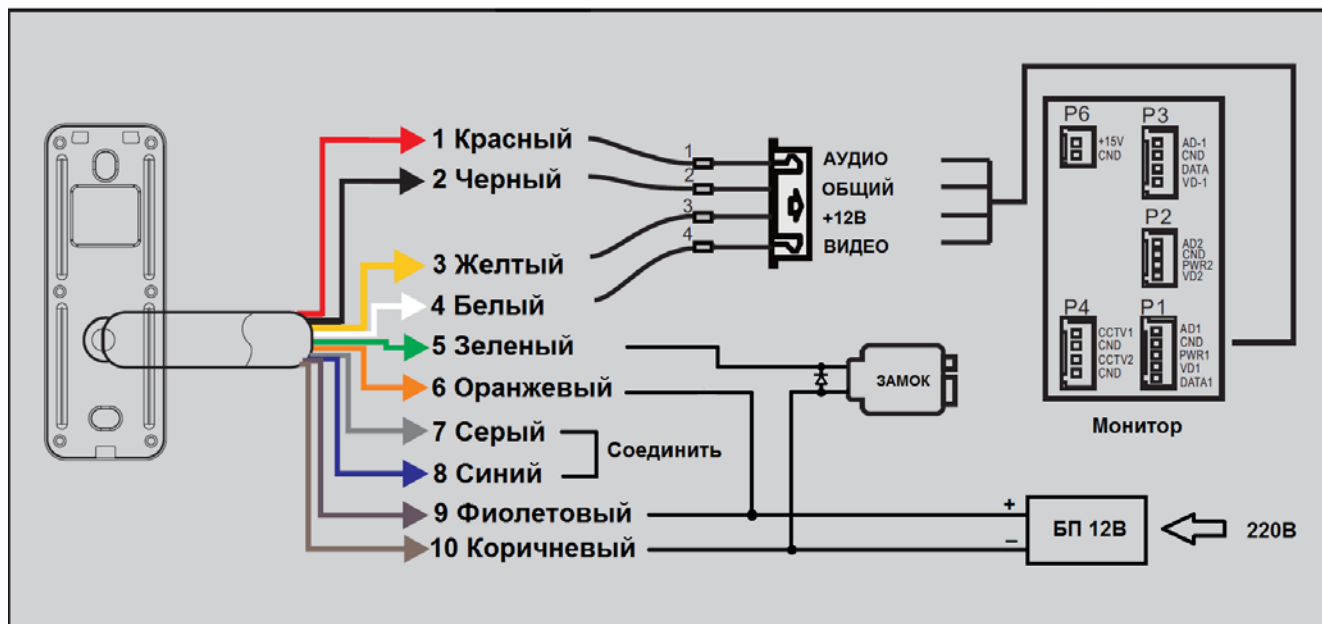 1 Красный
2 Черный
3 Желтый
4 Белый
5 Зеленый
6 Оранжевый
7 Серый
8 Синий
9 Фиолетовый
10 Коричневый
Соединить
1
2
3
4
АУДИО
ОБЩИЙ
+12В
ВИДЕО
ЗАМОК
P6
+15V
CND
P3
AD-1
CND
DATA
VD-1
P2
AD2
CND
PWR2
VD2
P4
CCTV1
CND
CCTV2
CND
P1
AD1
CND
PWR1
VD1
DATA1
Монитор
+
–
БП 12В
220В